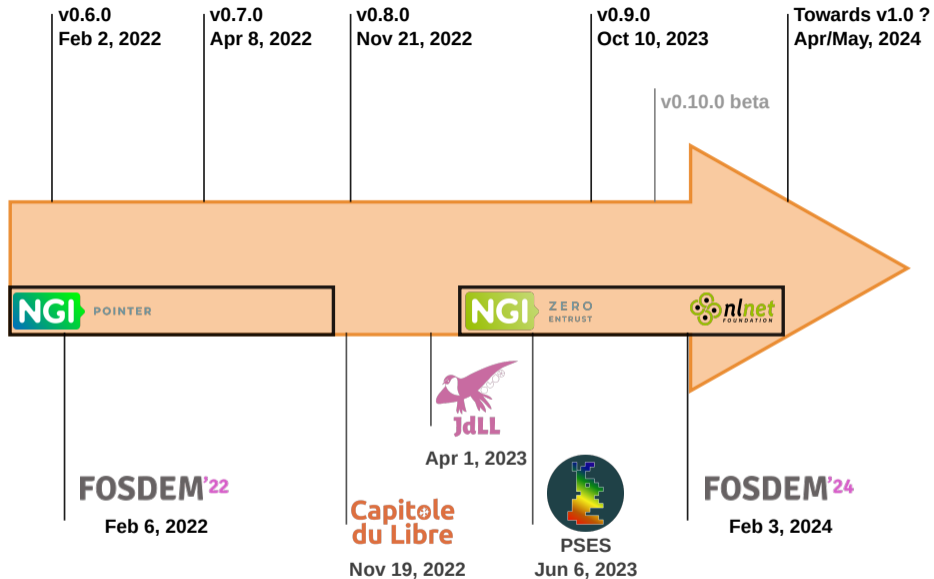 v0.6.0
Feb 2, 2022
v0.7.0
Apr 8, 2022
v0.8.0
Nov 21, 2022
v0.9.0
Oct 10, 2023
Towards v1.0 ?
Apr/May, 2024
v0.10.0 beta
NGI POINTER
NGI ZERO
ENTRUST
nlnet
FOUNDATION
JdLL
Apr 1, 2023
FOSDEM'22
Feb 6, 2022
Capitole
du Libre
Nov 19, 2022
PSES
Jun 6, 2023
FOSDEM'24
Feb 3, 2024